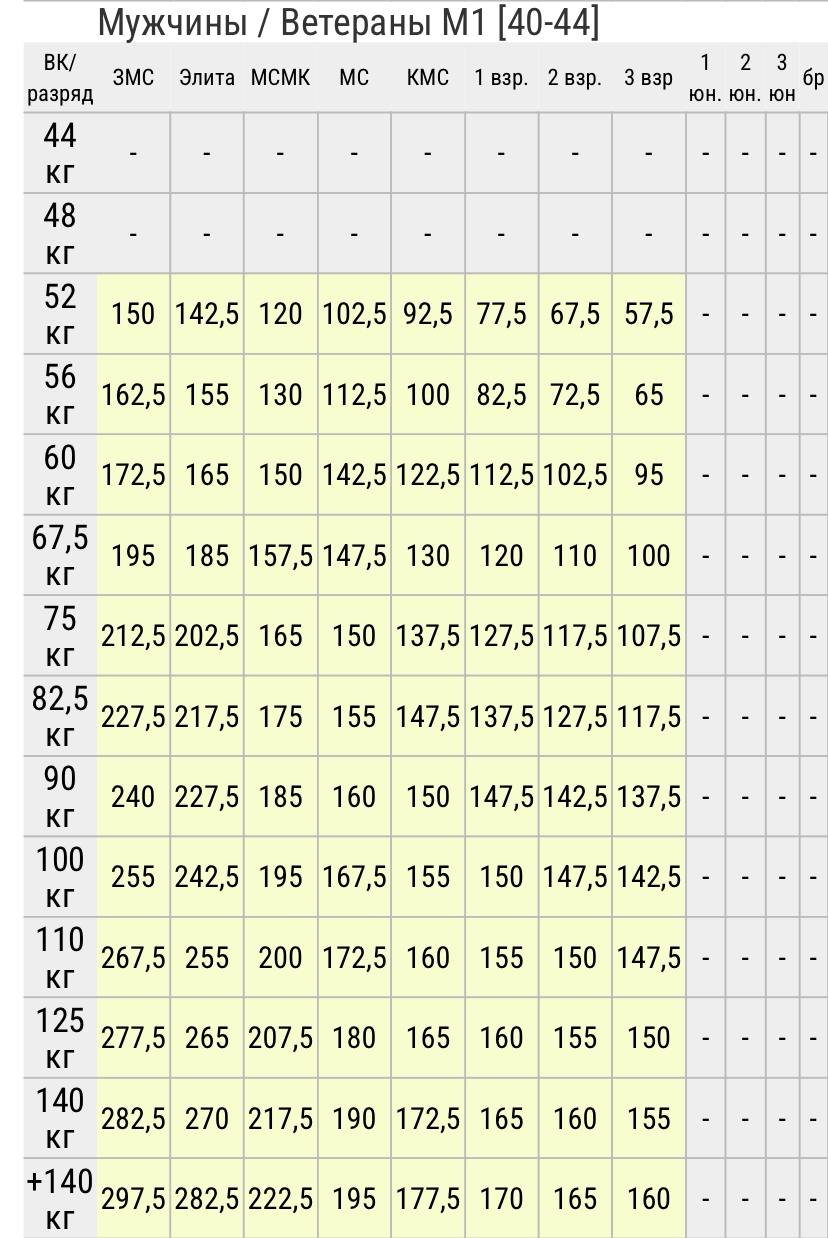 Мужчины / Ветераны М1 [40-44]
ВК/разряд ЗМС Элита МСМК МС КМС 1 взр. 2 взр. 3 взр 1 юн. 2 юн. 3 юн бр
44 кг - - - - - - - - - - - -
48 кг - - - - - - - - - - - -
52 кг 150 142,5 120 102,5 92,5 77,5 67,5 57,5 - - - -
56 кг 162,5 155 130 112,5 100 82,5 72,5 65 - - - -
60 кг 172,5 165 150 142,5 122,5 112,5 102,5 95 - - - -
67,5 кг 195 185 157,5 147,5 130 120 110 100 - - - -
75 кг 212,5 202,5 165 150 137,5 127,5 117,5 107,5 - - - -
82,5 кг 227,5 217,5 175 155 147,5 137,5 127,5 117,5 - - - -
90 кг 240 227,5 185 160 150 147,5 142,5 137,5 - - - -
100 кг 255 242,5 195 167,5 155 150 147,5 142,5 - - - -
110 кг 267,5 255 200 172,5 160 155 150 147,5 - - - -
125 кг 277,5 265 207,5 180 165 160 155 150 - - - -
140 кг 282,5 270 217,5 190 172,5 165 160 155 - - - -
+140 кг 297,5 282,5 222,5 195 177,5 170 165 160 - - - -